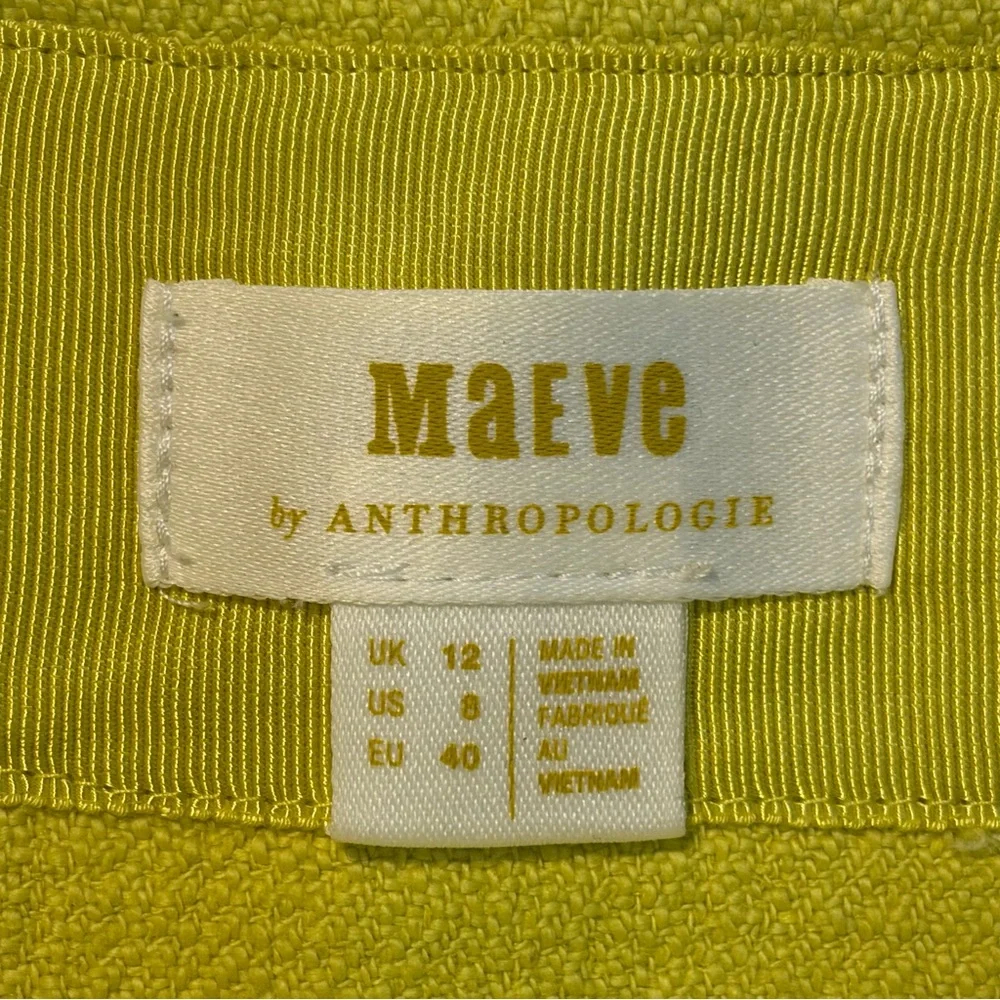 MaEve
by ANTHROPOLOGIE
UK 12
US 8
EU 40
MADE IN
VIETNAM
FABRIQUÉ
AU
VIETNAM